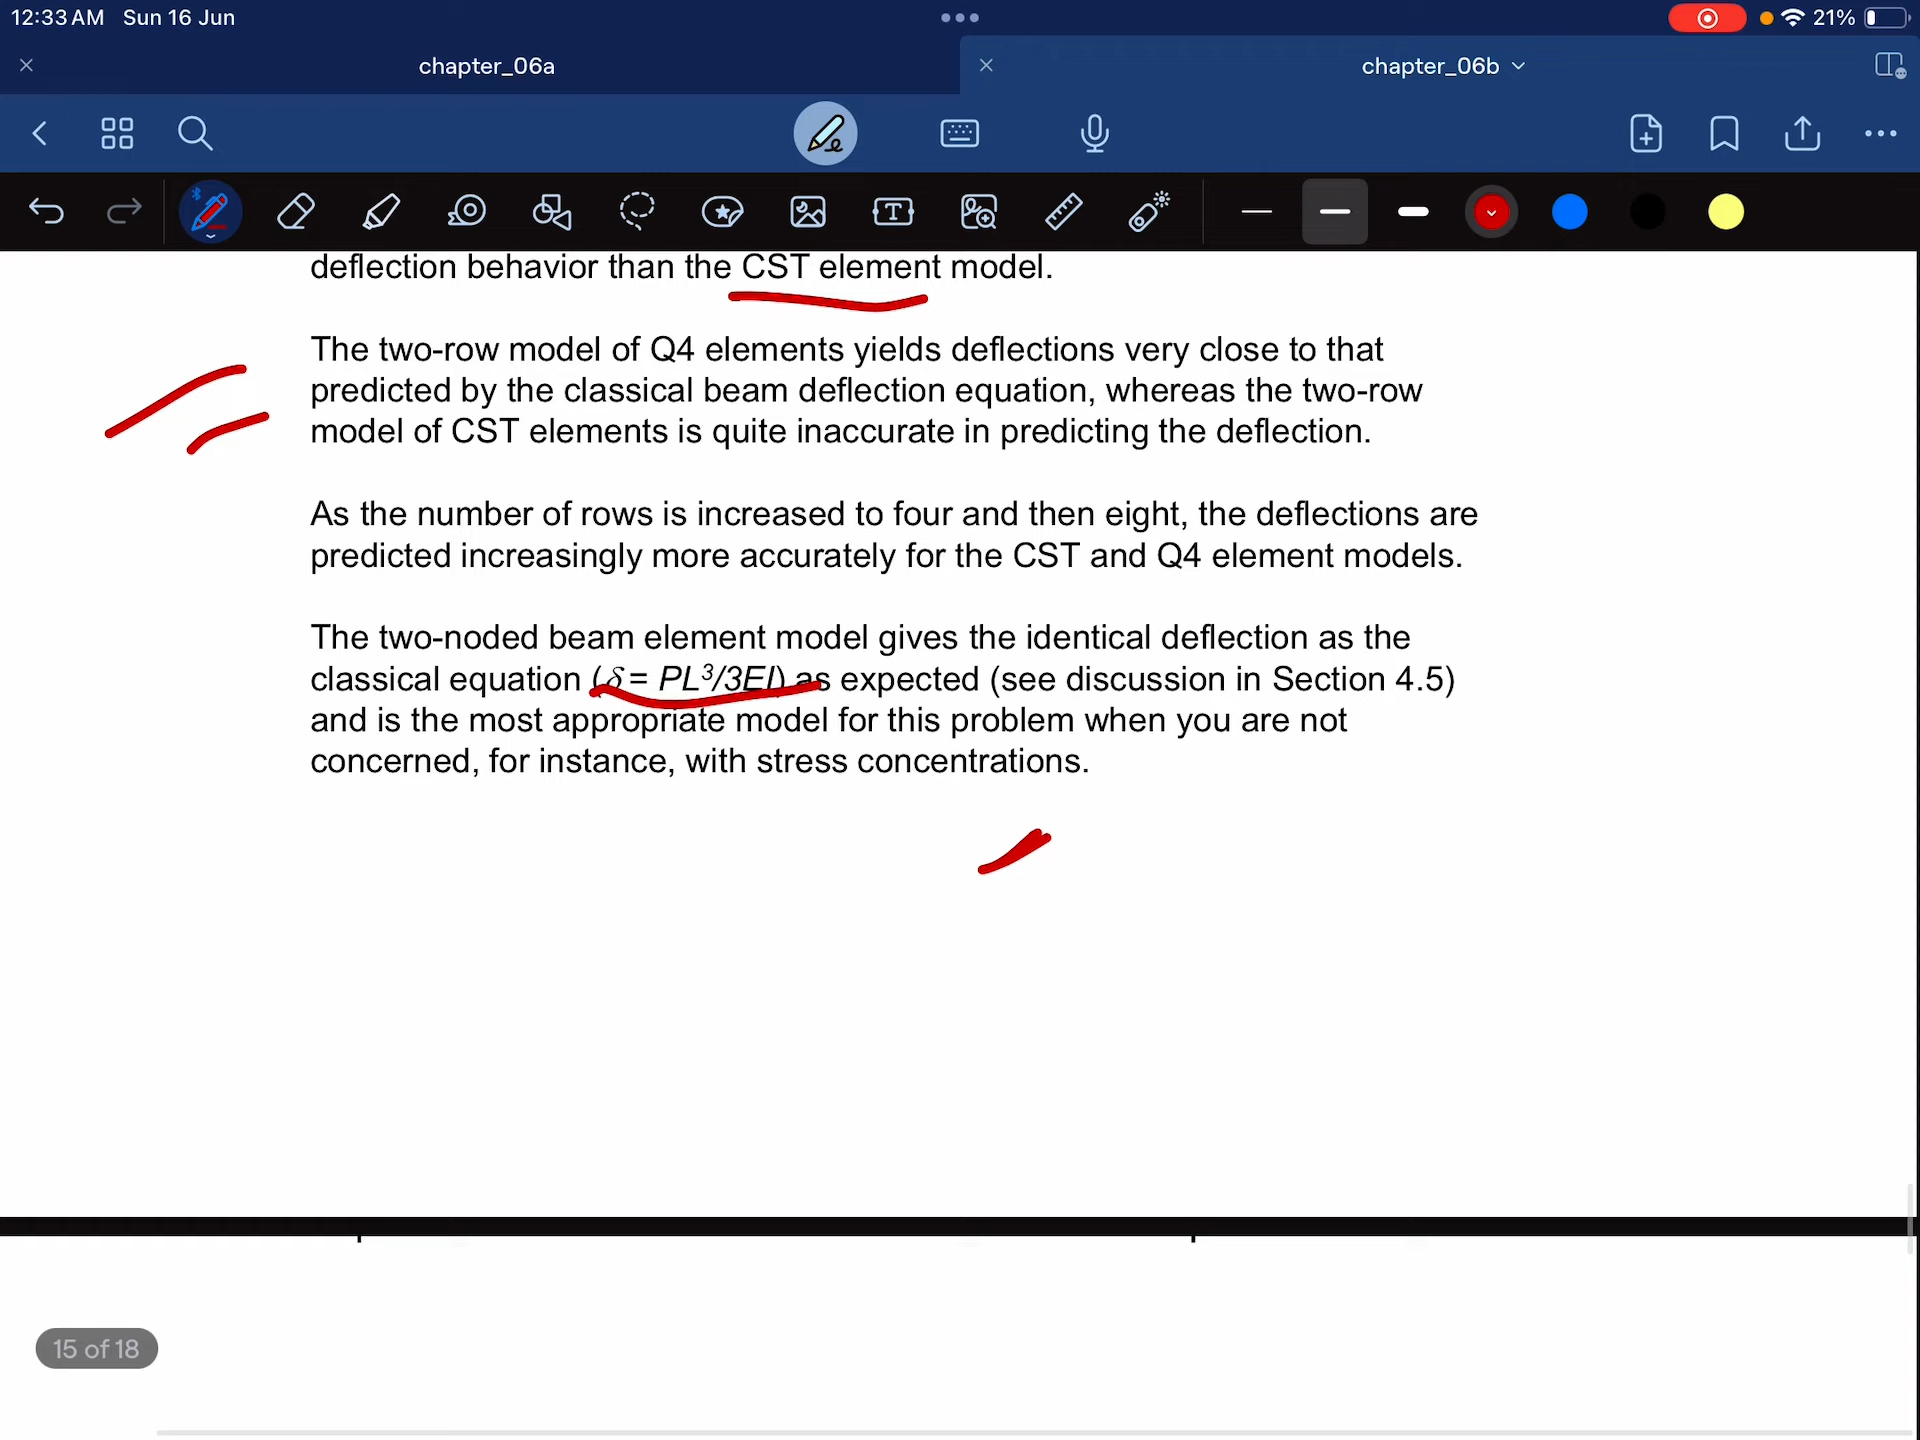 12:33 AM Sun 16 Jun
21%
chapter_06a
chapter_06b
deflection behavior than the CST element model.
The two-row model of Q4 elements yields deflections very close to that
predicted by the classical beam deflection equation, whereas the two-row
model of CST elements is quite inaccurate in predicting the deflection.
As the number of rows is increased to four and then eight, the deflections are
predicted increasingly more accurately for the CST and Q4 element models.
The two-noded beam element model gives the identical deflection as the
classical equation (δ = PL³/3EI) as expected (see discussion in Section 4.5)
and is the most appropriate model for this problem when you are not
concerned, for instance, with stress concentrations.
15 of 18